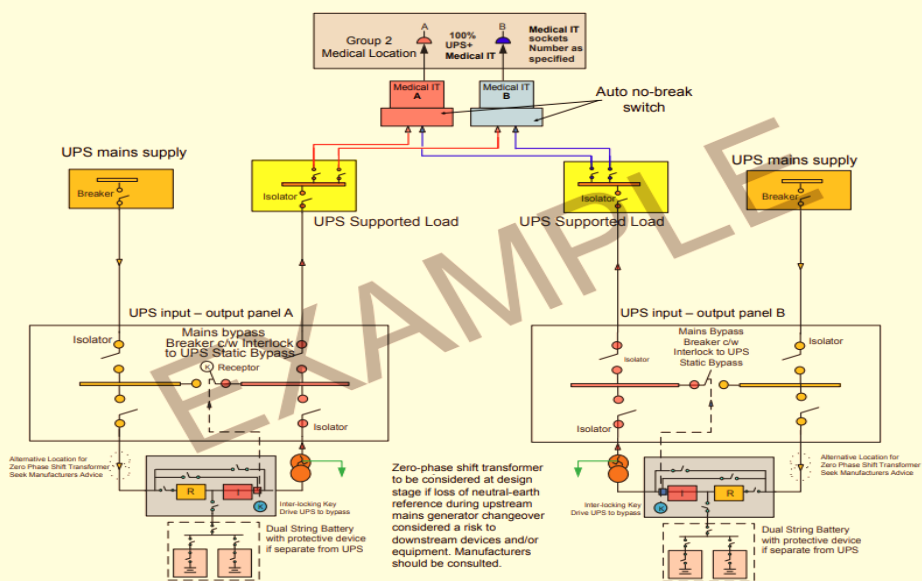 Group 2
Medical Location
A
100%
UPS+
Medical IT
B
Medical IT
sockets
Number as
specified
Medical IT
A
Medical IT
B
Auto no-break
switch
UPS mains supply
Breaker
Isolator
UPS Supported Load
Isolator
UPS Supported Load
UPS mains supply
Breaker
EXAMPLE
UPS input – output panel A
Isolator
Mains bypass
Breaker c/w Interlock
to UPS Static Bypass
K
Receptor
Isolator
UPS input – output panel B
Isolator
Mains Bypass
Breaker c/w
Interlock to UPS
Static Bypass
Isolator
Isolator
Alternative Location for
Zero Phase Shift Transformer
Seek Manufacturers Advice
R
I
K
Inter-locking Key
Drive UPS to bypass
Dual String Battery
with protective device
if separate from UPS
Zero-phase shift transformer
to be considered at design
stage if loss of neutral-earth
reference during upstream
mains generator changeover
considered a risk to
downstream devices and/or
equipment. Manufacturers
should be consulted.
Inter-locking Key
Drive UPS to bypass
K
I
R
Alternative Location for
Zero Phase Shift Transformer
Seek Manufacturers Advice
Dual String Battery
with protective device
if separate from UPS